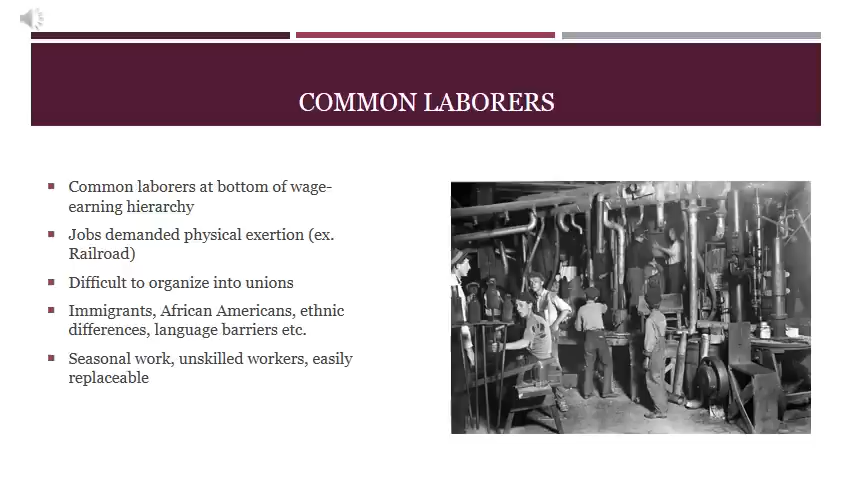 COMMON LABORERS
Common laborers at bottom of wage-
earning hierarchy
Jobs demanded physical exertion (ex.
Railroad)
Difficult to organize into unions
Immigrants, African Americans, ethnic
differences, language barriers etc.
Seasonal work, unskilled workers, easily
replaceable